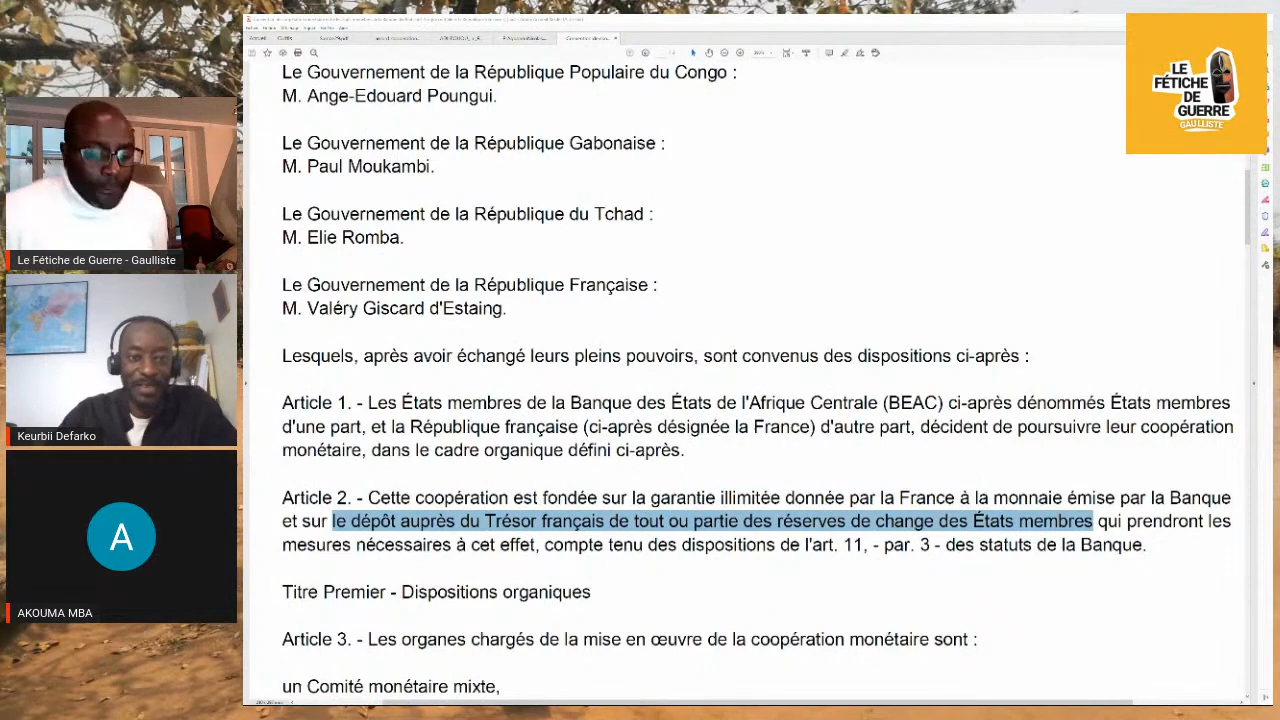 Le Gouvernement de la République Populaire du Congo :
M. Ange-Edouard Poungui.
Le Gouvernement de la République Gabonaise :
M. Paul Moukambi.
Le Gouvernement de la République du Tchad :
M. Elie Romba.
Le Gouvernement de la République Française :
M. Valéry Giscard d'Estaing.
Lesquels, après avoir échangé leurs pleins pouvoirs, sont convenus des dispositions ci-après :
Article 1. - Les États membres de la Banque des États de l'Afrique Centrale (BEAC) ci-après dénommés États membres
d'une part, et la République française (ci-après désignée la France) d'autre part, décident de poursuivre leur coopération
monétaire, dans le cadre organique défini ci-après.
Article 2. - Cette coopération est fondée sur la garantie illimitée donnée par la France à la monnaie émise par la Banque
et sur le dépôt auprès du Trésor français de tout ou partie des réserves de change des États membres qui prendront les
mesures nécessaires à cet effet, compte tenu des dispositions de l'art. 11, - par. 3 - des statuts de la Banque.
Titre Premier - Dispositions organiques
Article 3. - Les organes chargés de la mise en œuvre de la coopération monétaire sont :
un Comité monétaire mixte,
LE
FÉTICHE
DE
GUERRE
GAULLISTE
Le Fétiche de Guerre - Gaulliste
Keurbii Defarko
A
AKOUMA MBA